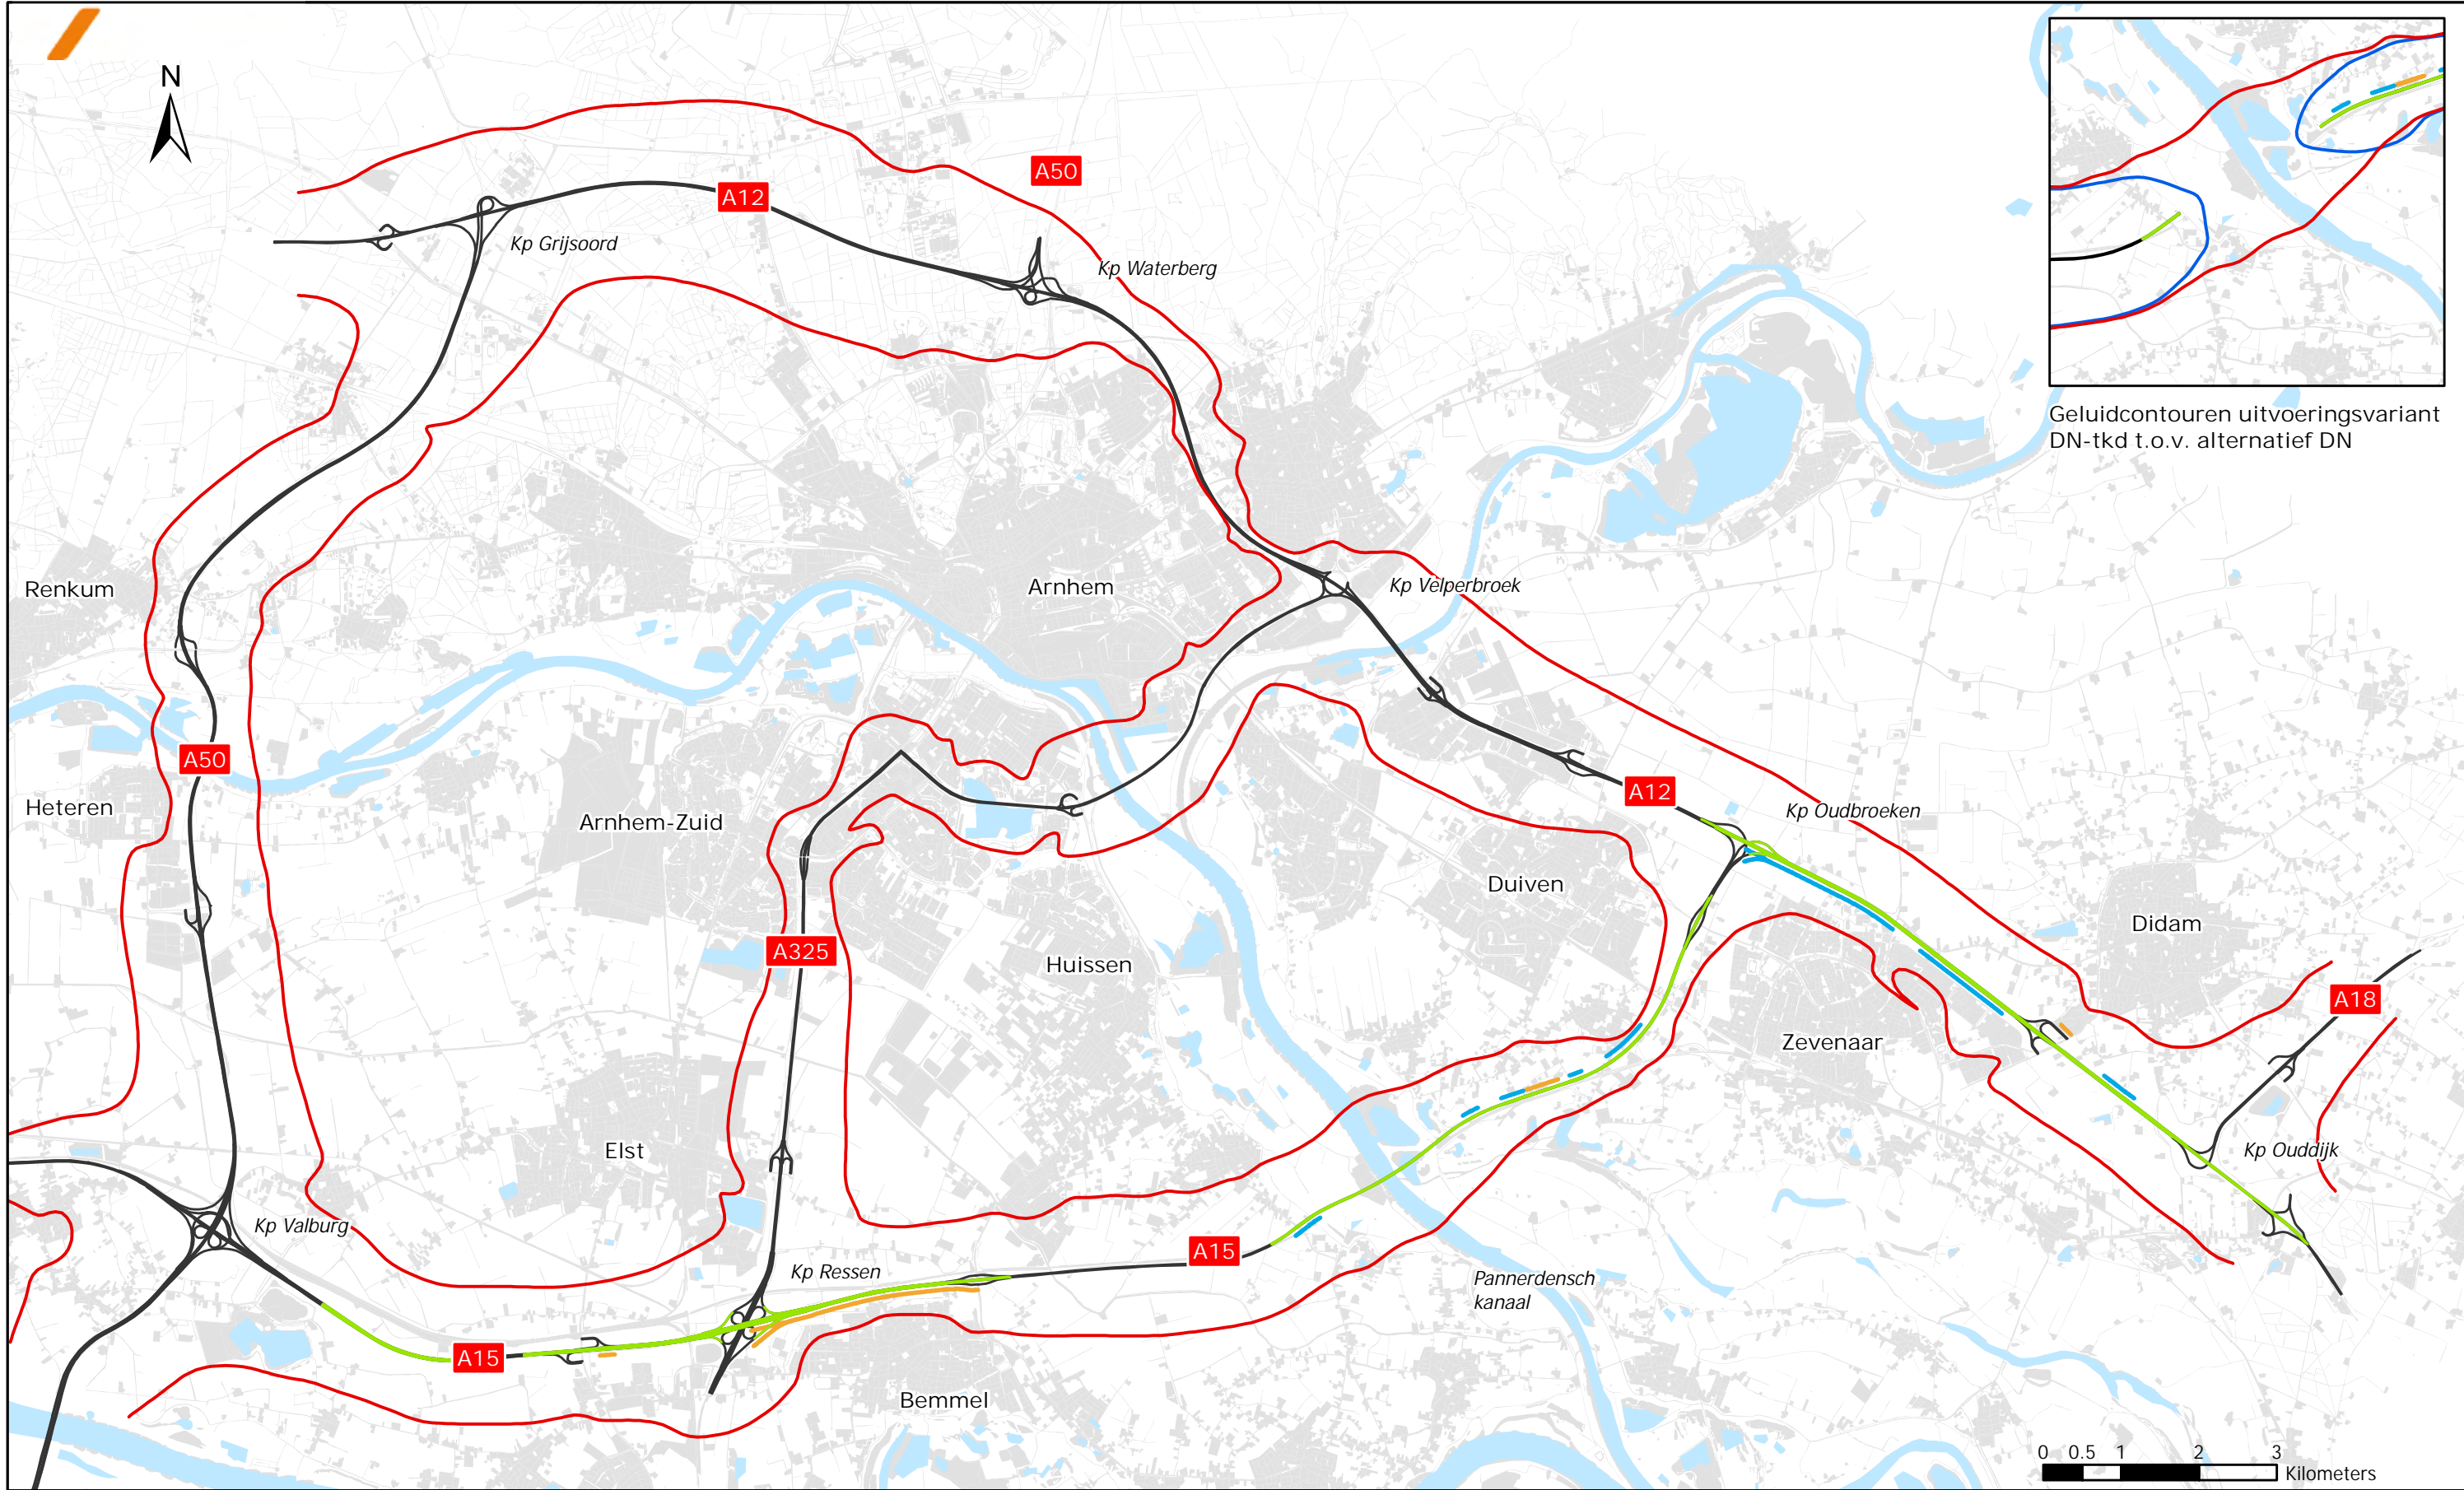 N
A50
A12
Kp Grijsoord
Kp Waterberg
Geluidcontouren uitvoeringsvariant
DN-tkd t.o.v. alternatief DN
Renkum
Arnhem
Kp Velperbroek
A50
Heteren
Arnhem-Zuid
A12
Kp Oudbroeken
Duiven
Didam
A325
Huissen
A18
Zevenaar
Elst
Kp Ouddijk
Kp Valburg
A15
Kp Ressen
Pannerdensch
kanaal
A15
Bemmel
0 0.5 1 2 3
Kilometers